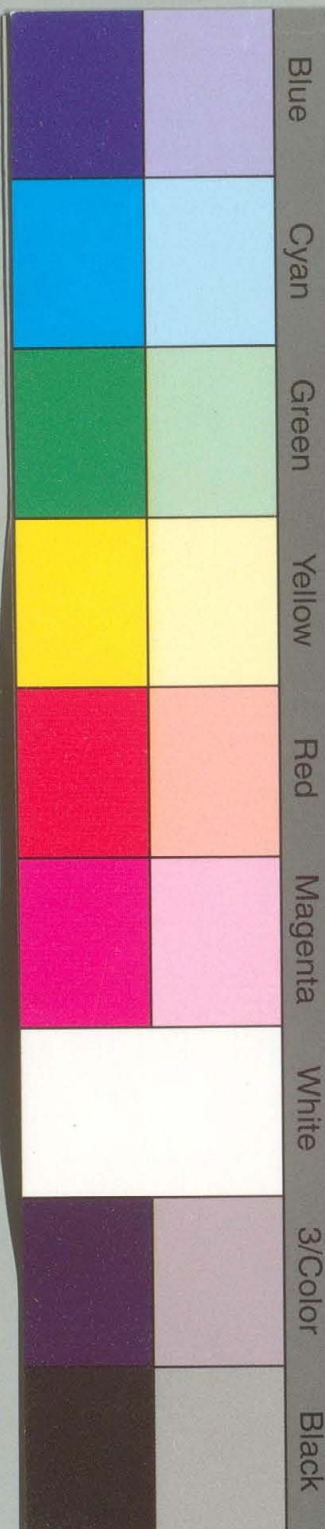 Blue
Cyan
Green
Yellow
Red
Magenta
White
3/Color
Black